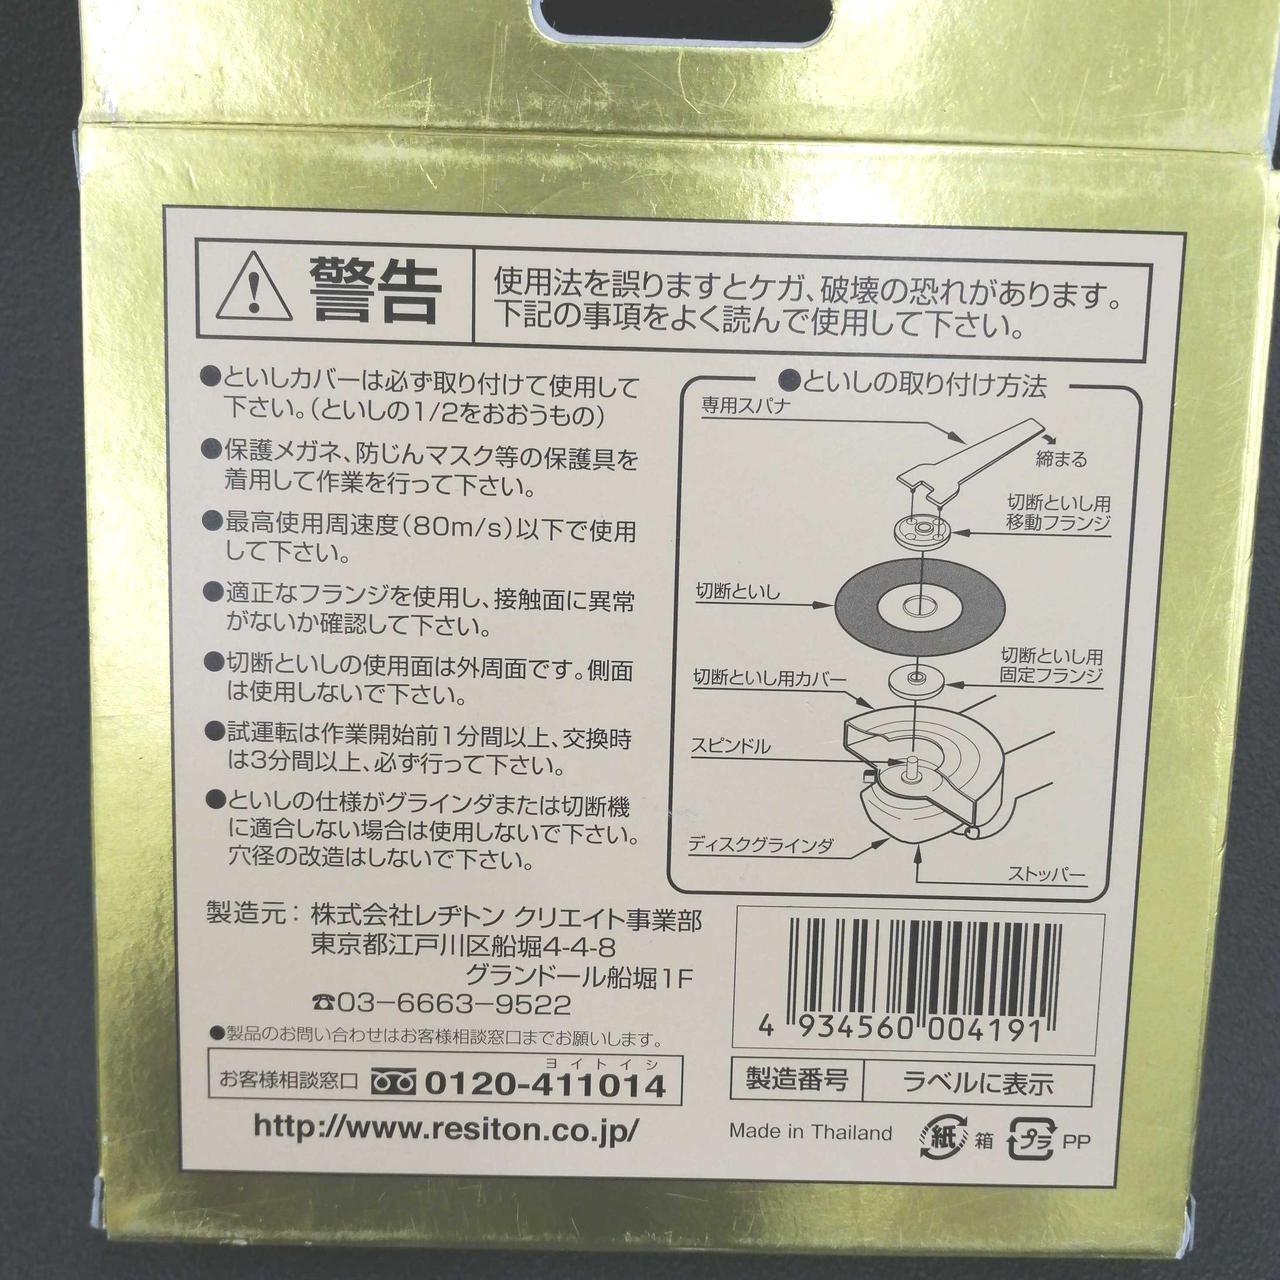 警告
使用法を誤りますとケガ、破壊の恐れがあります。
下記の事項をよく読んで使用して下さい。
●といしカバーは必ず取り付けて使用して
下さい。（といしの1/2をおおうもの）
●保護メガネ、防じんマスク等の保護具を
着用して作業を行って下さい。
●最高使用周速度（80m/s）以下で使用
して下さい。
●適正なフランジを使用し、接触面に異常
がないか確認して下さい。
●切断といしの使用面は外周面です。側面
は使用しないで下さい。
●試運転は作業開始前1分間以上、交換時
は3分間以上、必ず行って下さい。
●といしの仕様がグラインダまたは切断機
に適合しない場合は使用しないで下さい。
穴径の改造はしないで下さい。
●といしの取り付け方法
専用スパナ
締まる
切断といし用
移動フランジ
切断といし
切断といし用
固定フランジ
切断といし用カバー
スピンドル
ディスクグラインダ
ストッパー
製造元：株式会社レヂトン クリエイト事業部
東京都江戸川区船堀4-4-8
グランドール船堀1F
☎03-6663-9522
●製品のお問い合わせはお客様相談窓口までお願いします。
ヨイトイシ
お客様相談窓口 0120-411014
http://www.resiton.co.jp/
4 934560 004191
製造番号 ラベルに表示
Made in Thailand
紙 箱 プラ PP